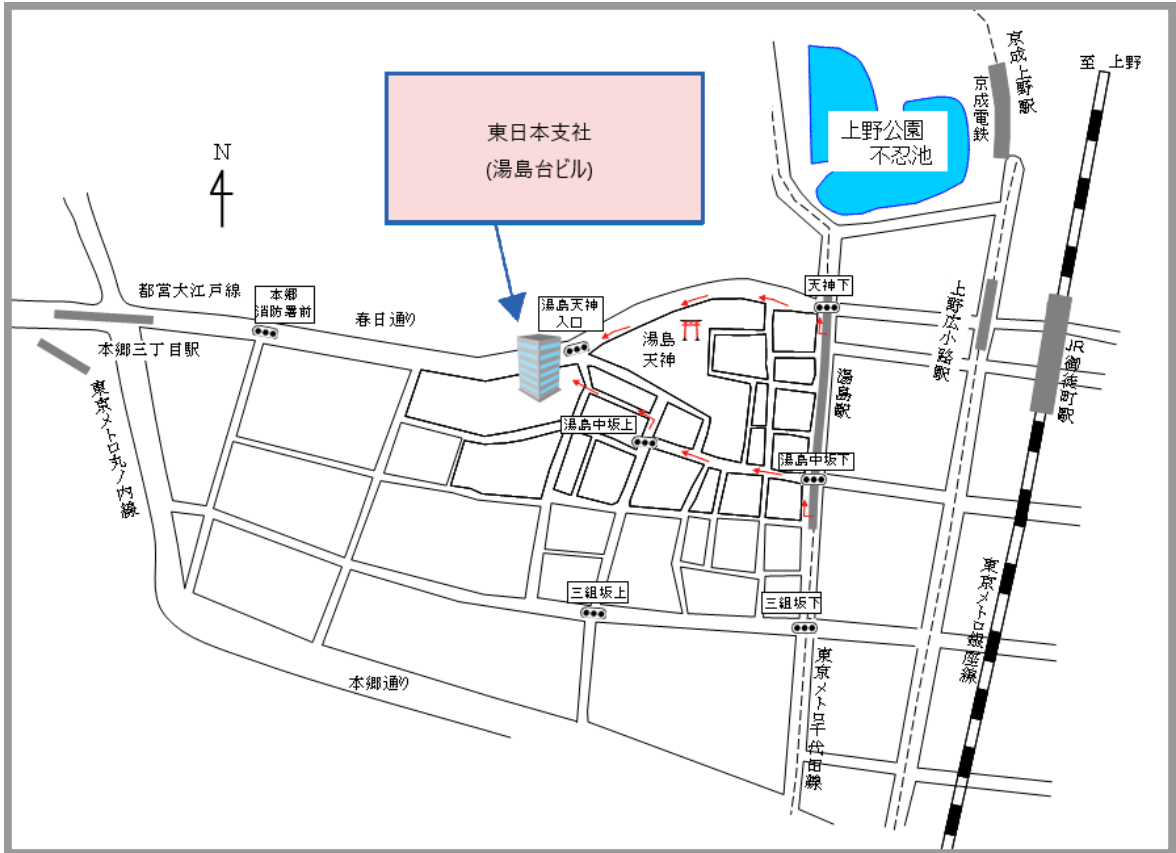 京成上野駅
京成電鉄
至 上野
東日本支社
(湯島台ビル)
上野公園
不忍池
N
都営大江戸線
本郷
消防署前
春日通り
湯島天神
入口
天神下
上野広小路駅
湯島
天神
本郷三丁目駅
湯島駅
JR御徒町駅
東京メトロ丸ノ内線
湯島中坂上
湯島中坂下
三組坂上
三組坂下
東京メトロ銀座線
本郷通り
東京メトロ千代田線